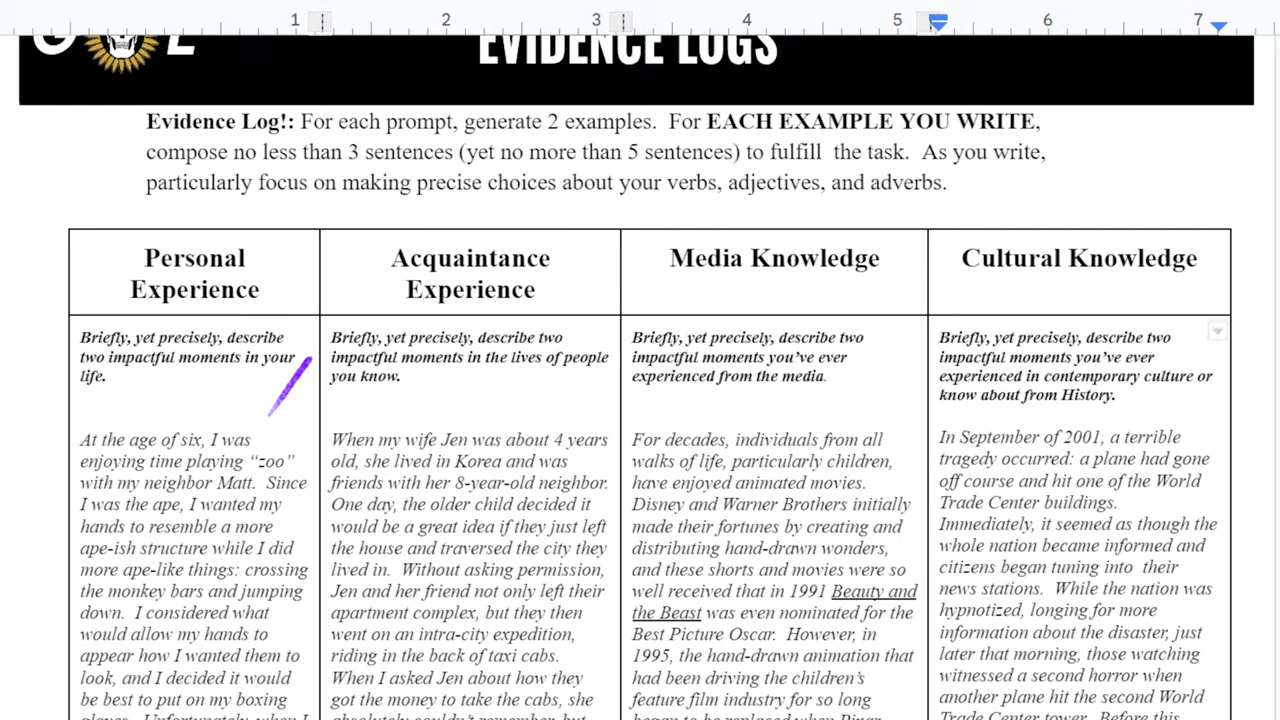 1 2 3 4 5 6 7
EVIDENCE LOGS
Evidence Log!: For each prompt, generate 2 examples. For EACH EXAMPLE YOU WRITE,
compose no less than 3 sentences (yet no more than 5 sentences) to fulfill the task. As you write,
particularly focus on making precise choices about your verbs, adjectives, and adverbs.
Personal
Experience
Briefly, yet precisely, describe
two impactful moments in your
life.
At the age of six, I was
enjoying time playing “zoo”
with my neighbor Matt. Since
I was the ape, I wanted my
hands to resemble a more
ape-ish structure while I did
more ape-like things: crossing
the monkey bars and jumping
down. I considered what
would allow my hands to
appear how I wanted them to
look, and I decided it would
be best to put on my boxing
gloves. Unfortunately, when I
Acquaintance
Experience
Briefly, yet precisely, describe two
impactful moments in the lives of people
you know.
When my wife Jen was about 4 years
old, she lived in Korea and was
friends with her 8-year-old neighbor.
One day, the older child decided it
would be a great idea if they just left
the house and traversed the city they
lived in. Without asking permission,
Jen and her friend not only left their
apartment complex, but they then
went on an intra-city expedition,
riding in the back of taxi cabs.
When I asked Jen about how they
got the money to take the cabs, she
absolutely couldn’t remember, but
Media Knowledge
Briefly, yet precisely, describe two
impactful moments you’ve ever
experienced from the media.
For decades, individuals from all
walks of life, particularly children,
have enjoyed animated movies.
Disney and Warner Brothers initially
made their fortunes by creating and
distributing hand-drawn wonders,
and these shorts and movies were so
well received that in 1991 Beauty and
the Beast was even nominated for the
Best Picture Oscar. However, in
1995, the hand-drawn animation that
had been driving the children’s
feature film industry for so long
began to be replaced when Pixar
Cultural Knowledge
Briefly, yet precisely, describe two
impactful moments you’ve ever
experienced in contemporary culture or
know about from History.
In September of 2001, a terrible
tragedy occurred: a plane had gone
off course and hit one of the World
Trade Center buildings.
Immediately, it seemed as though the
whole nation became informed and
citizens began tuning into their
news stations. While the nation was
hypnotized, longing for more
information about the disaster, just
later that morning, those watching
witnessed a second horror when
another plane hit the second World
Trade Center tower. Before this